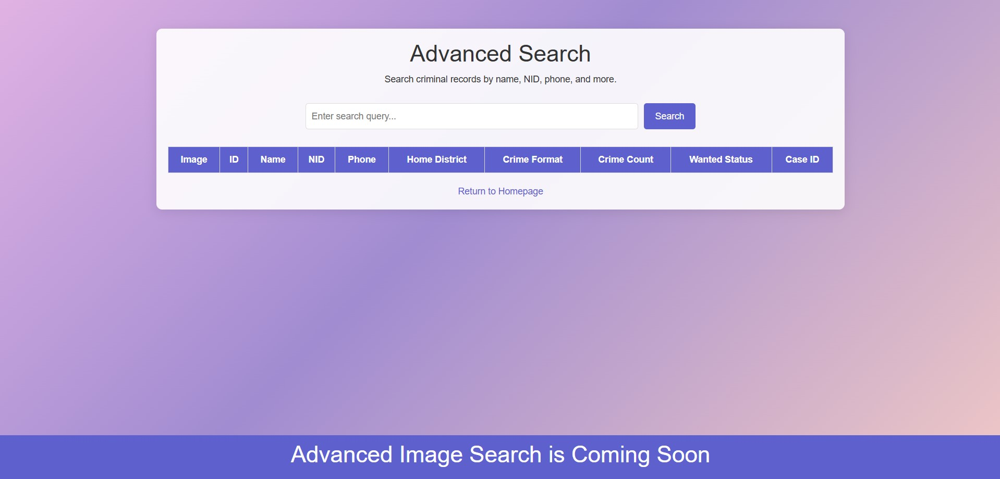 Advanced Search
Search criminal records by name, NID, phone, and more.
Enter search query...
Search
Image ID Name NID Phone Home District Crime Format Crime Count Wanted Status Case ID
Return to Homepage
Advanced Image Search is Coming Soon